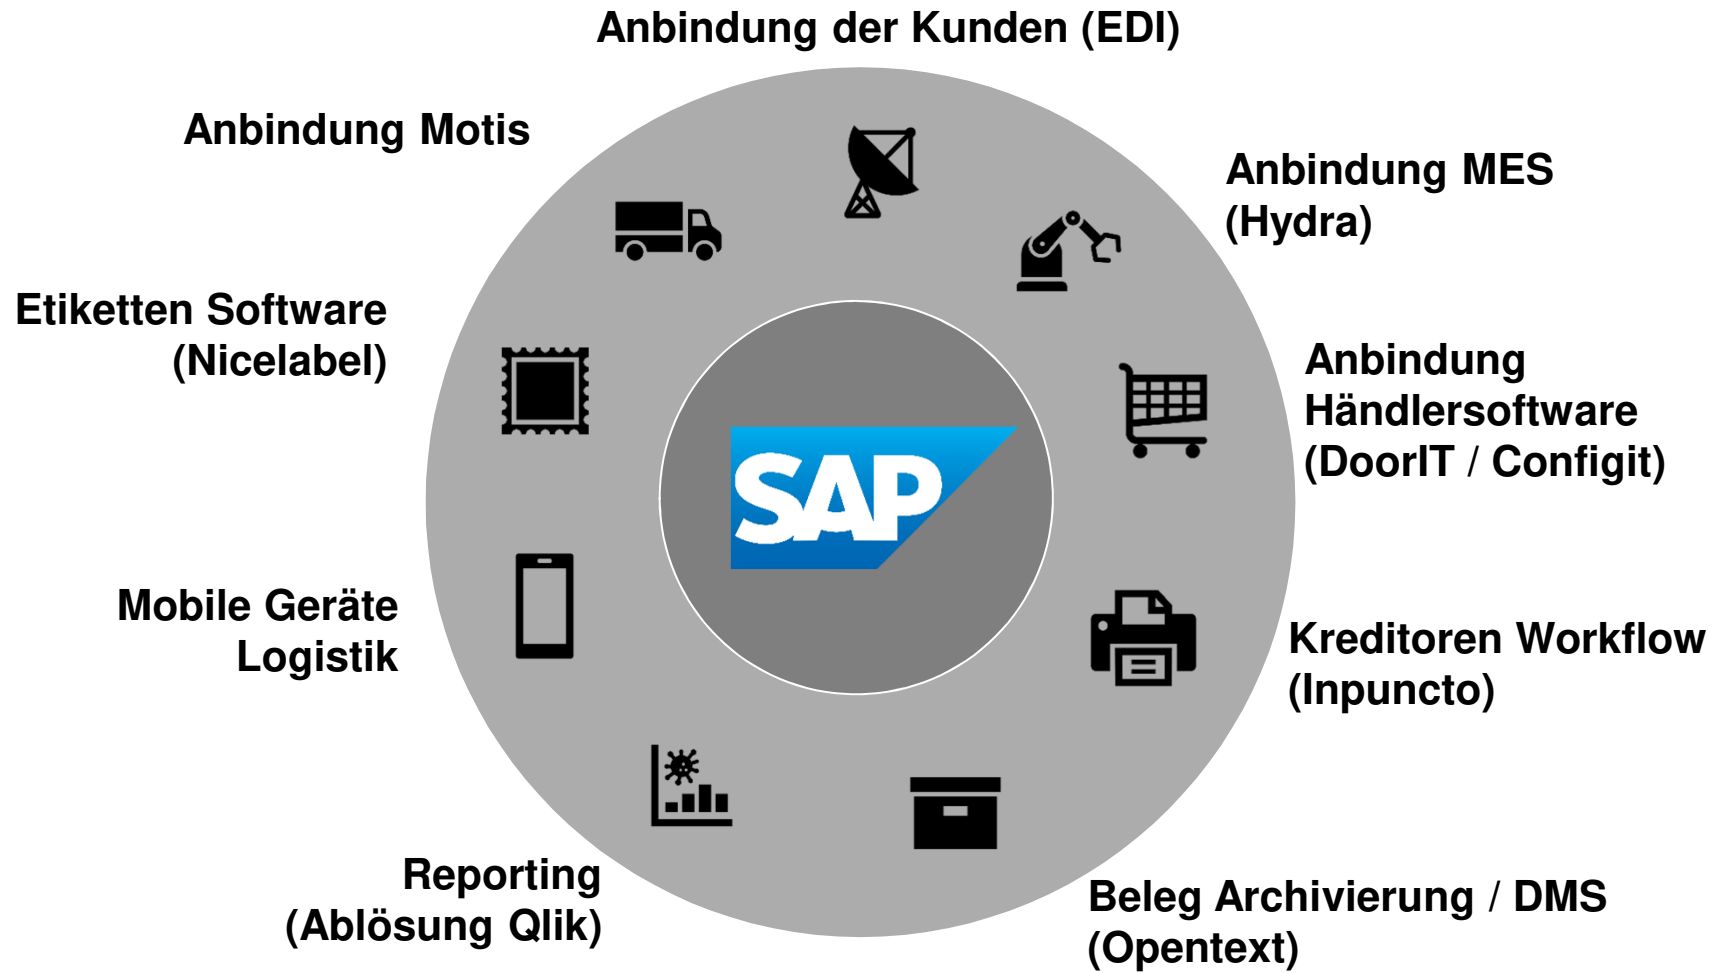 Anbindung der Kunden (EDI)
Anbindung Motis
Anbindung MES
(Hydra)
Etiketten Software
(Nicelabel)
Anbindung
Händlersoftware
(DoorIT / Configit)
SAP
Mobile Geräte
Logistik
Kreditoren Workflow
(Inpuncto)
Reporting
(Ablösung Qlik)
Beleg Archivierung / DMS
(Opentext)